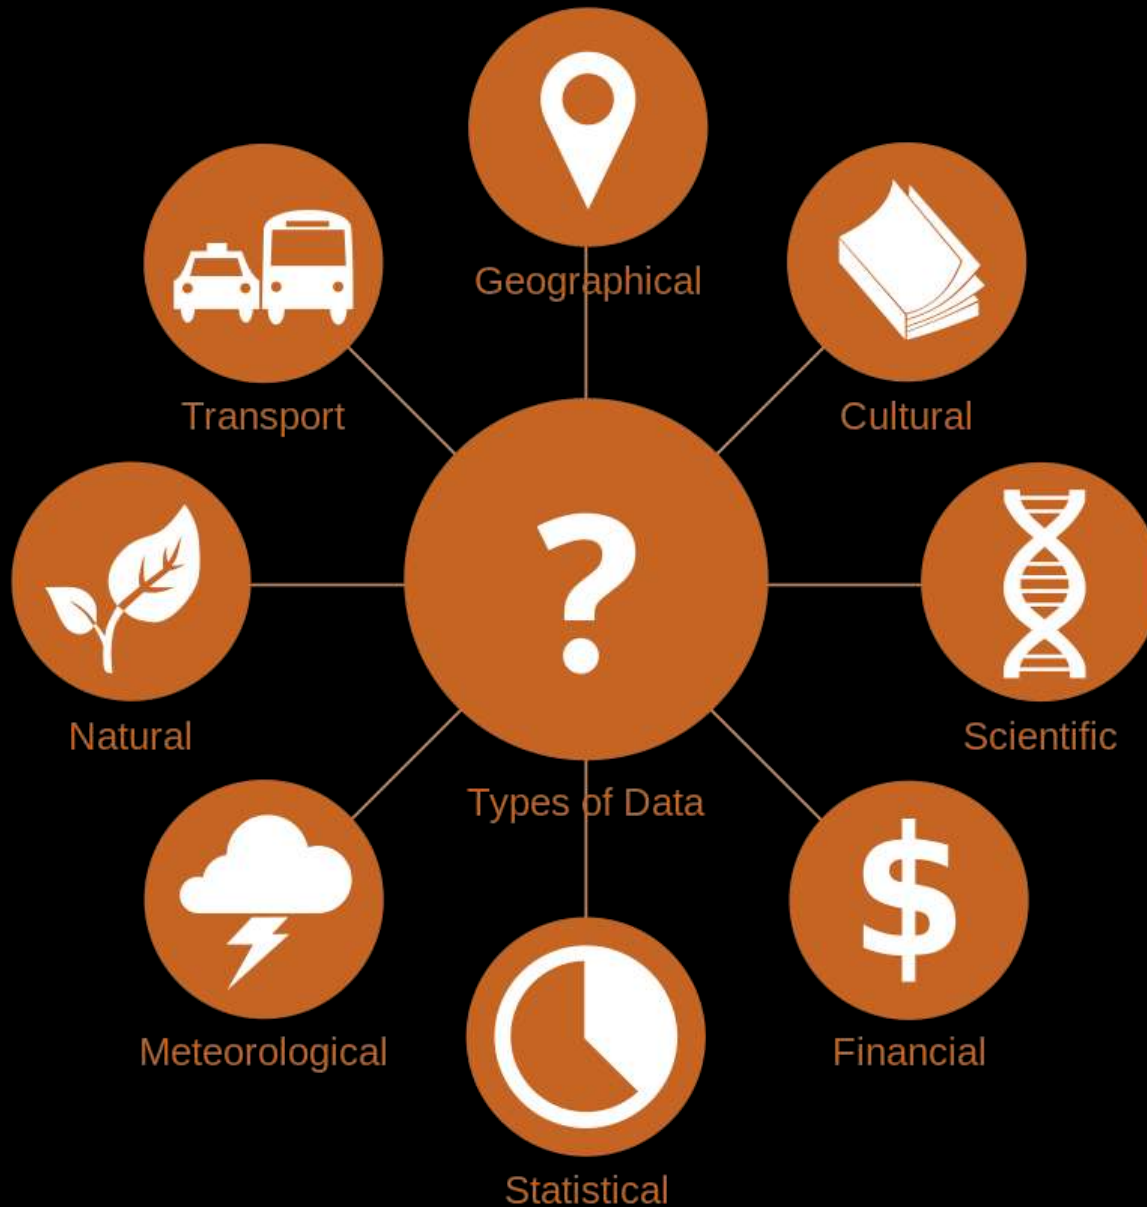 Geographical
Transport
Cultural
?
Natural
Scientific
Types of Data
$
Meteorological
Financial
Statistical